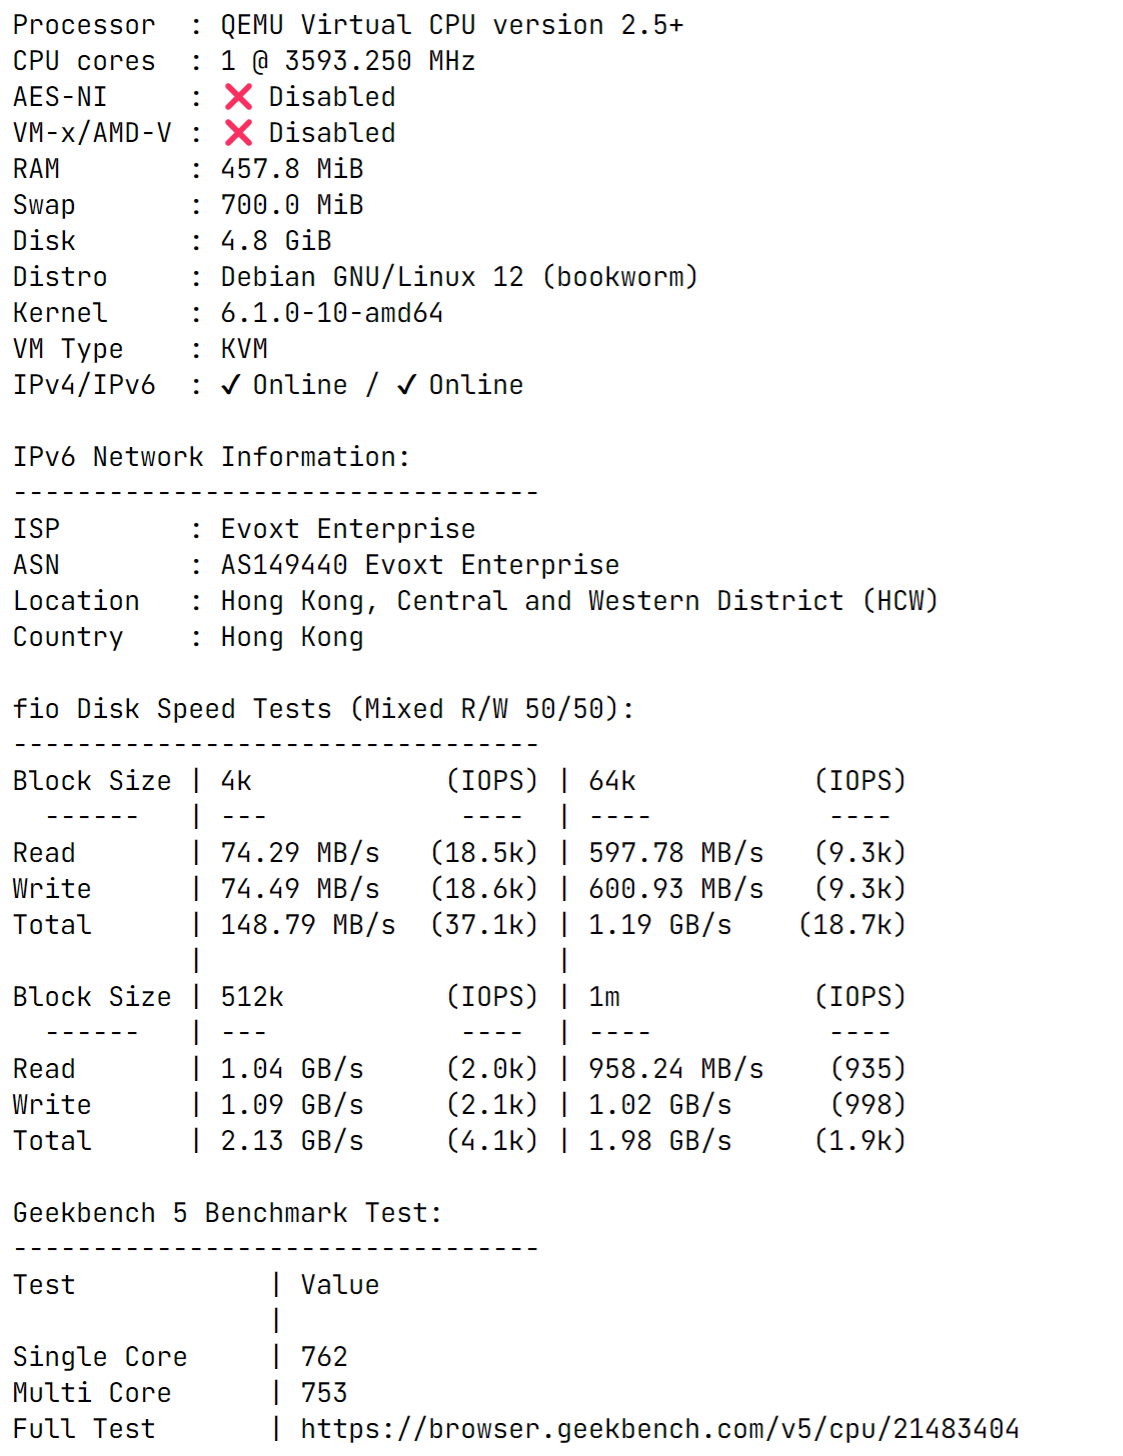 Processor  : QEMU Virtual CPU version 2.5+
CPU cores  : 1 @ 3593.250 MHz
AES-NI     : ❌ Disabled
VM-x/AMD-V : ❌ Disabled
RAM        : 457.8 MiB
Swap       : 700.0 MiB
Disk       : 4.8 GiB
Distro     : Debian GNU/Linux 12 (bookworm)
Kernel     : 6.1.0-10-amd64
VM Type    : KVM
IPv4/IPv6  : ✔ Online / ✔ Online

IPv6 Network Information:
---------------------------------
ISP        : Evoxt Enterprise
ASN        : AS149440 Evoxt Enterprise
Location   : Hong Kong, Central and Western District (HCW)
Country    : Hong Kong

fio Disk Speed Tests (Mixed R/W 50/50):
---------------------------------
Block Size | 4k            (IOPS) | 64k           (IOPS)
  ------   | ---            ----  | ----           ----
Read       | 74.29 MB/s   (18.5k) | 597.78 MB/s   (9.3k)
Write      | 74.49 MB/s   (18.6k) | 600.93 MB/s   (9.3k)
Total      | 148.79 MB/s  (37.1k) | 1.19 GB/s    (18.7k)
           |                      |
Block Size | 512k          (IOPS) | 1m            (IOPS)
  ------   | ---            ----  | ----           ----
Read       | 1.04 GB/s     (2.0k) | 958.24 MB/s    (935)
Write      | 1.09 GB/s     (2.1k) | 1.02 GB/s      (998)
Total      | 2.13 GB/s     (4.1k) | 1.98 GB/s     (1.9k)

Geekbench 5 Benchmark Test:
---------------------------------
Test            | Value
                |
Single Core     | 762
Multi Core      | 753
Full Test       | https://browser.geekbench.com/v5/cpu/21483404